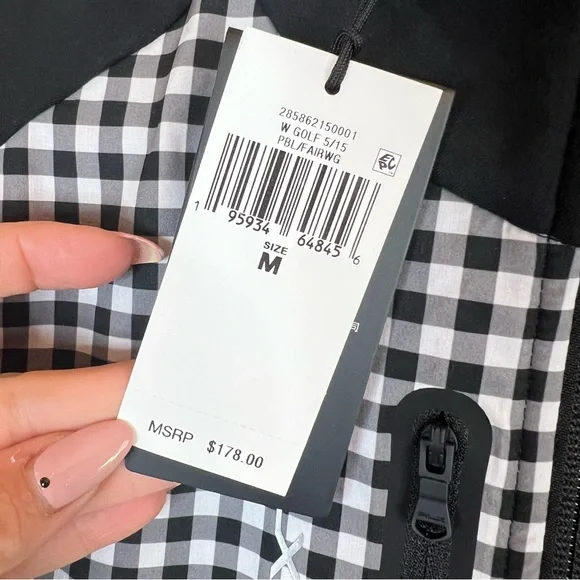 285862150001
W GOLF 5/15
PBL/FAIRWG
1 95934 64845 6
SIZE
M
MSRP $178.00